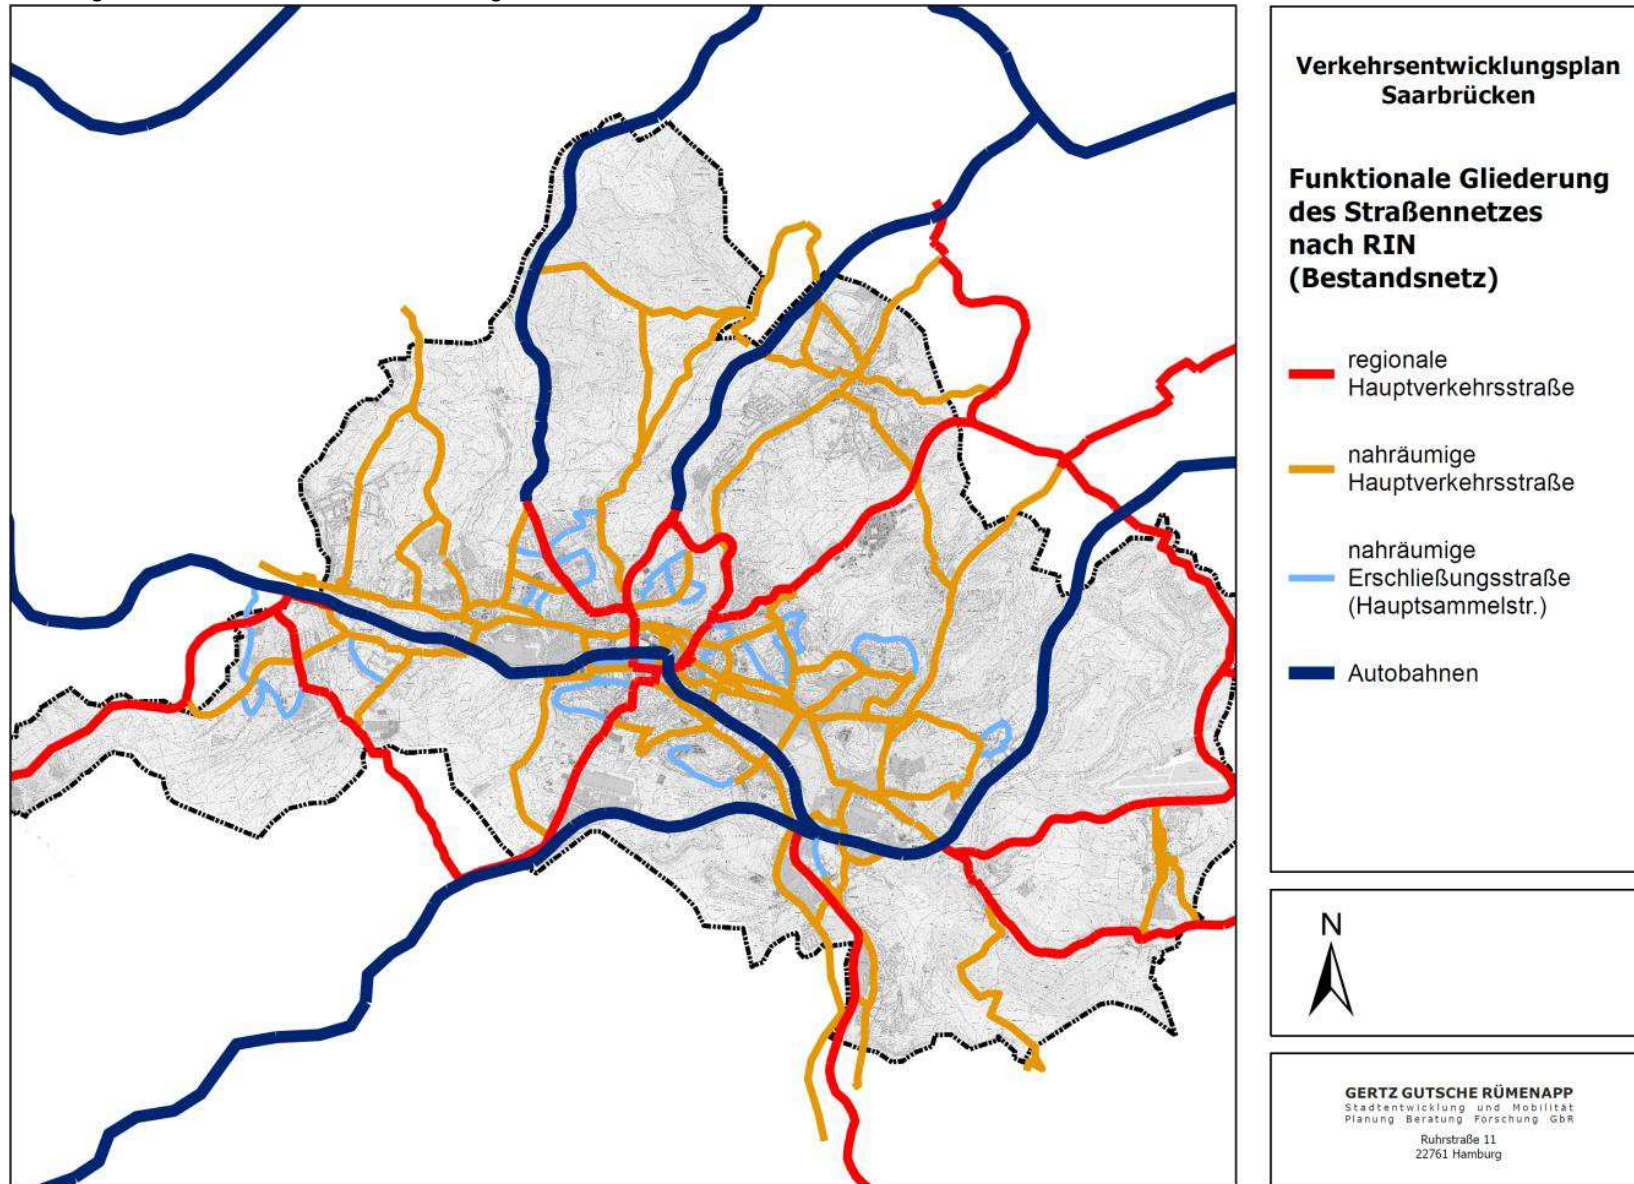 Verkehrsentwicklungsplan
Saarbrücken
Funktionale Gliederung
des Straßennetzes
nach RIN
(Bestandsnetz)
regionale
Hauptverkehrsstraße
nahräumige
Hauptverkehrsstraße
nahräumige
Erschließungsstraße
(Hauptsammelstr.)
Autobahnen
N
GERTZ GUTSCHE RÜMENAPP
Stadtentwicklung und Mobilität
Planung Beratung Forschung GbR
Ruhrstraße 11
22761 Hamburg